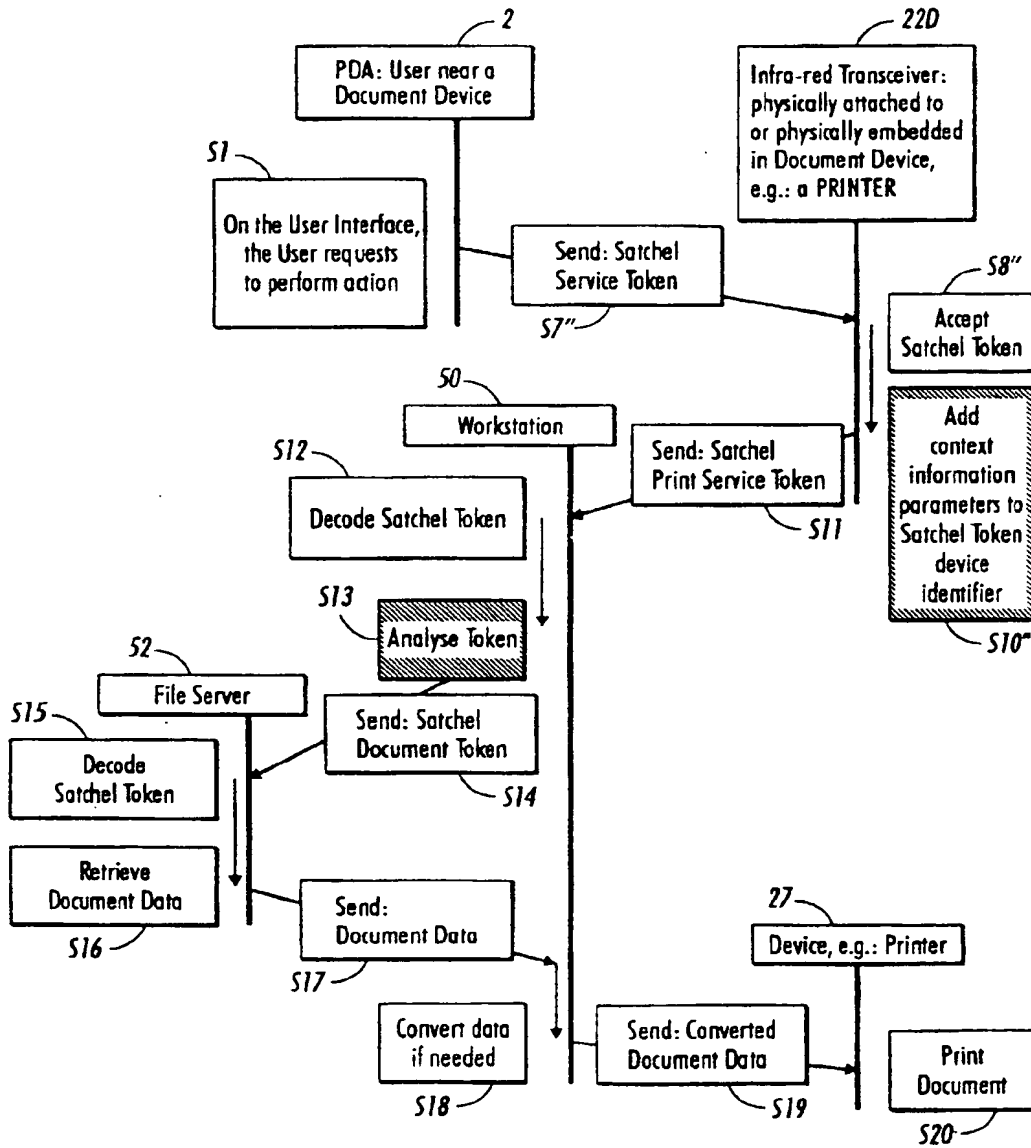 2
22D
PDA: User near a
Document Device
Infra-red Transceiver:
physically attached to
or physically embedded
in Document Device,
e.g.: a PRINTER
S1
On the User Interface,
the User requests
to perform action
Send: Satchel
Service Token
S7"
S8"
Accept
Satchel Token
50
Workstation
Send: Satchel
Print Service Token
S11
Add
context
information
parameters to
Satchel Token
device
identifier
S10"
S12
Decode Satchel Token
S13
Analyse Token
52
File Server
Send: Satchel
Document Token
S14
S15
Decode
Satchel Token
Retrieve
Document Data
S16
Send:
Document Data
S17
27
Device, e.g.: Printer
Convert data
if needed
S18
Send: Converted
Document Data
S19
Print
Document
S20